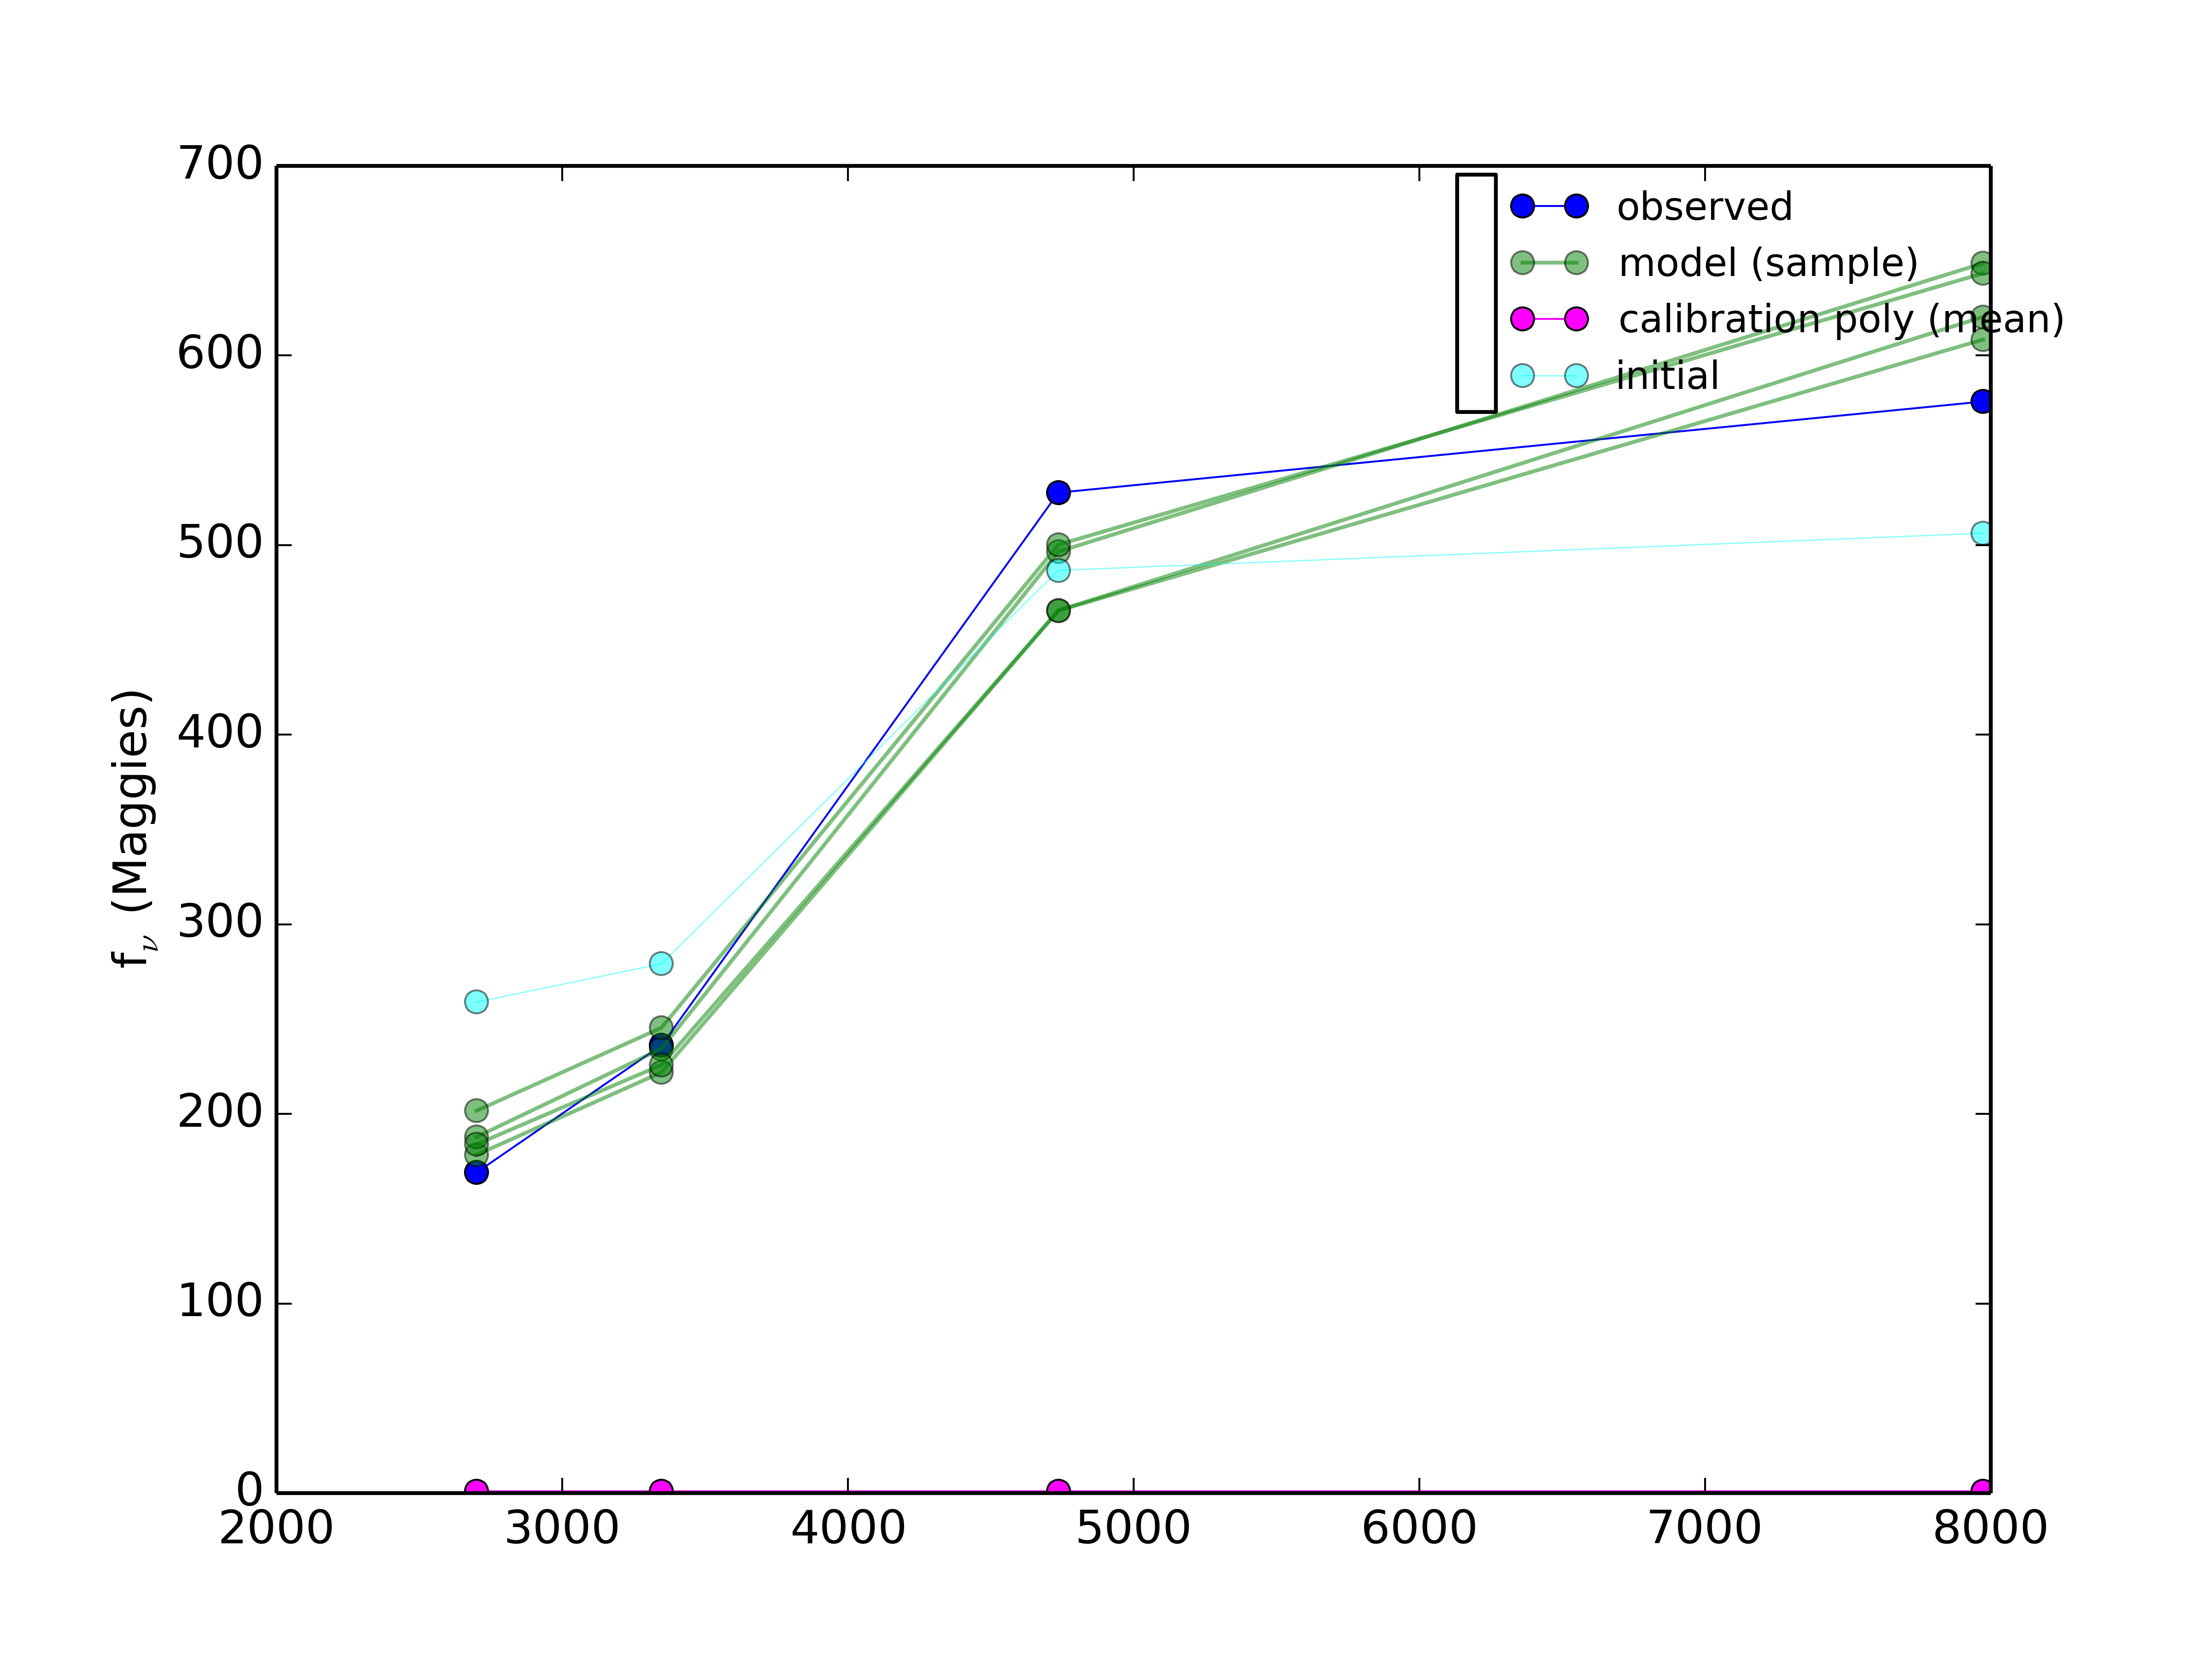 700
600
500
400
300
200
100
0
f𝜈 (Maggies)
observed
model (sample)
calibration poly (mean)
initial
2000 3000 4000 5000 6000 7000 8000